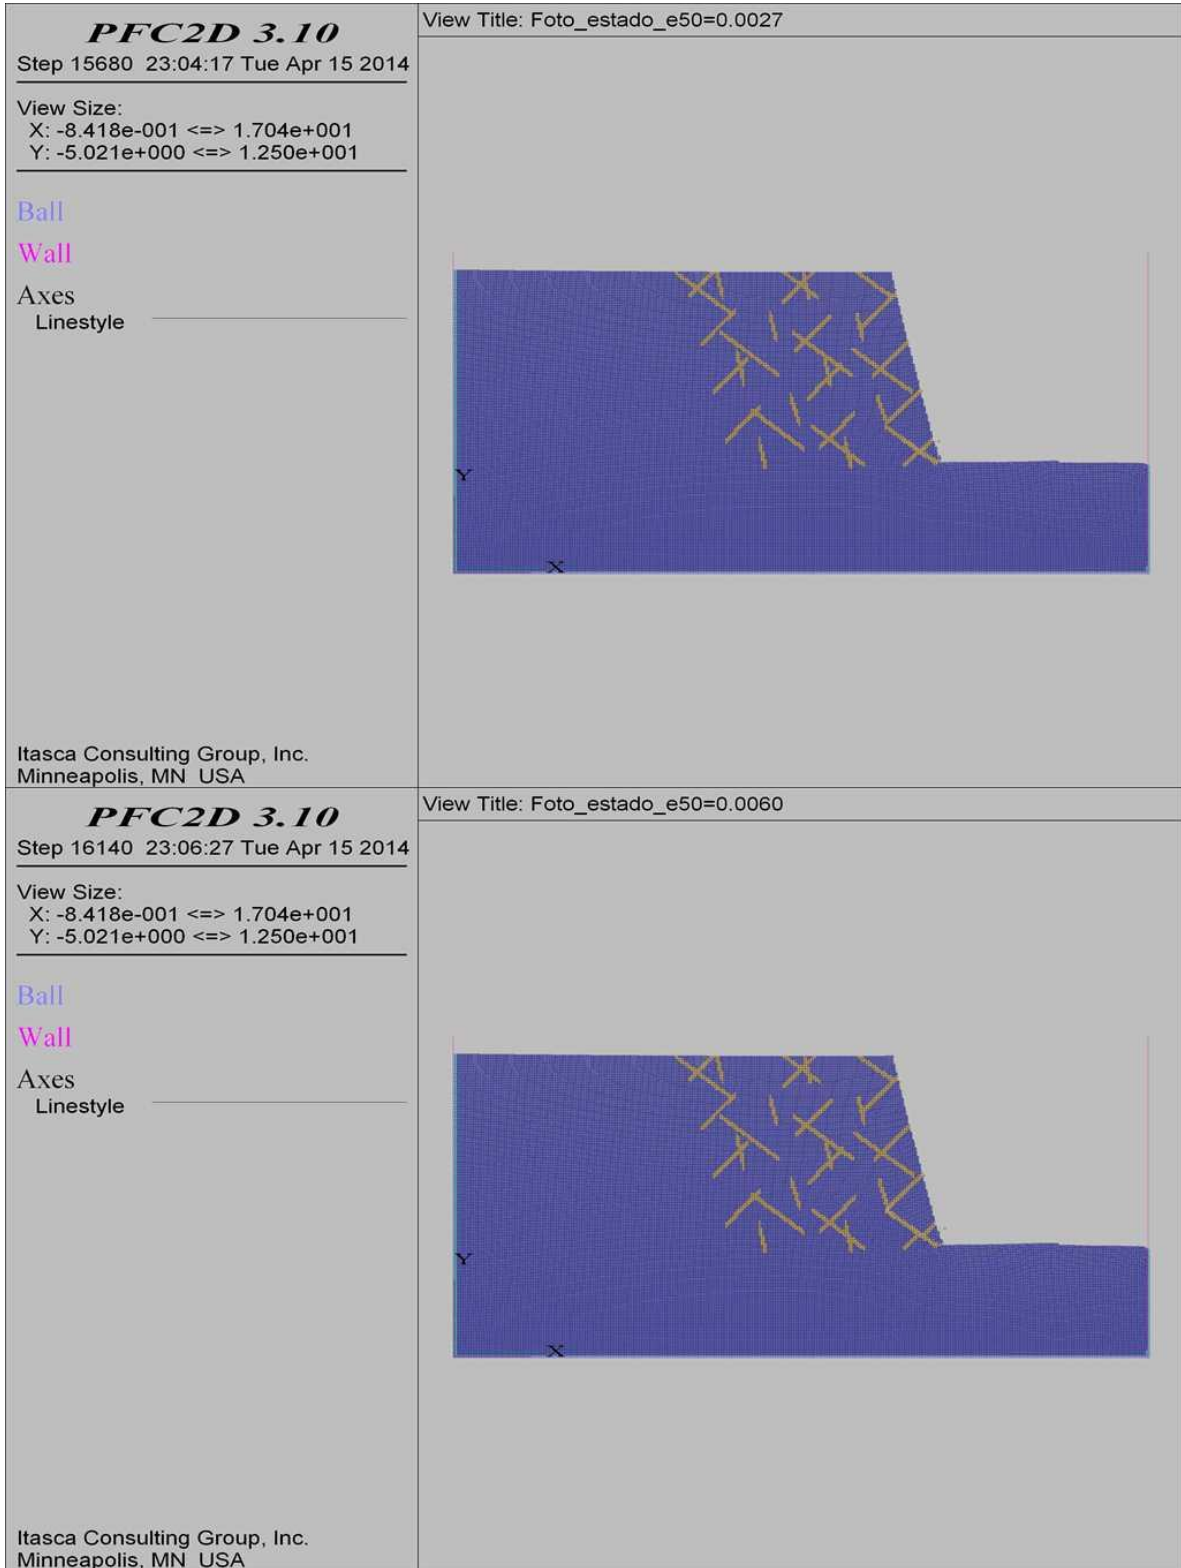 PFC2D 3.10
Step 15680 23:04:17 Tue Apr 15 2014
View Size:
X: -8.418e-001 <=> 1.704e+001
Y: -5.021e+000 <=> 1.250e+001
Ball
Wall
Axes
Linestyle
Itasca Consulting Group, Inc.
Minneapolis, MN USA
View Title: Foto_estado_e50=0.0027
Y
X
PFC2D 3.10
Step 16140 23:06:27 Tue Apr 15 2014
View Size:
X: -8.418e-001 <=> 1.704e+001
Y: -5.021e+000 <=> 1.250e+001
Ball
Wall
Axes
Linestyle
Itasca Consulting Group, Inc.
Minneapolis, MN USA
View Title: Foto_estado_e50=0.0060
Y
X